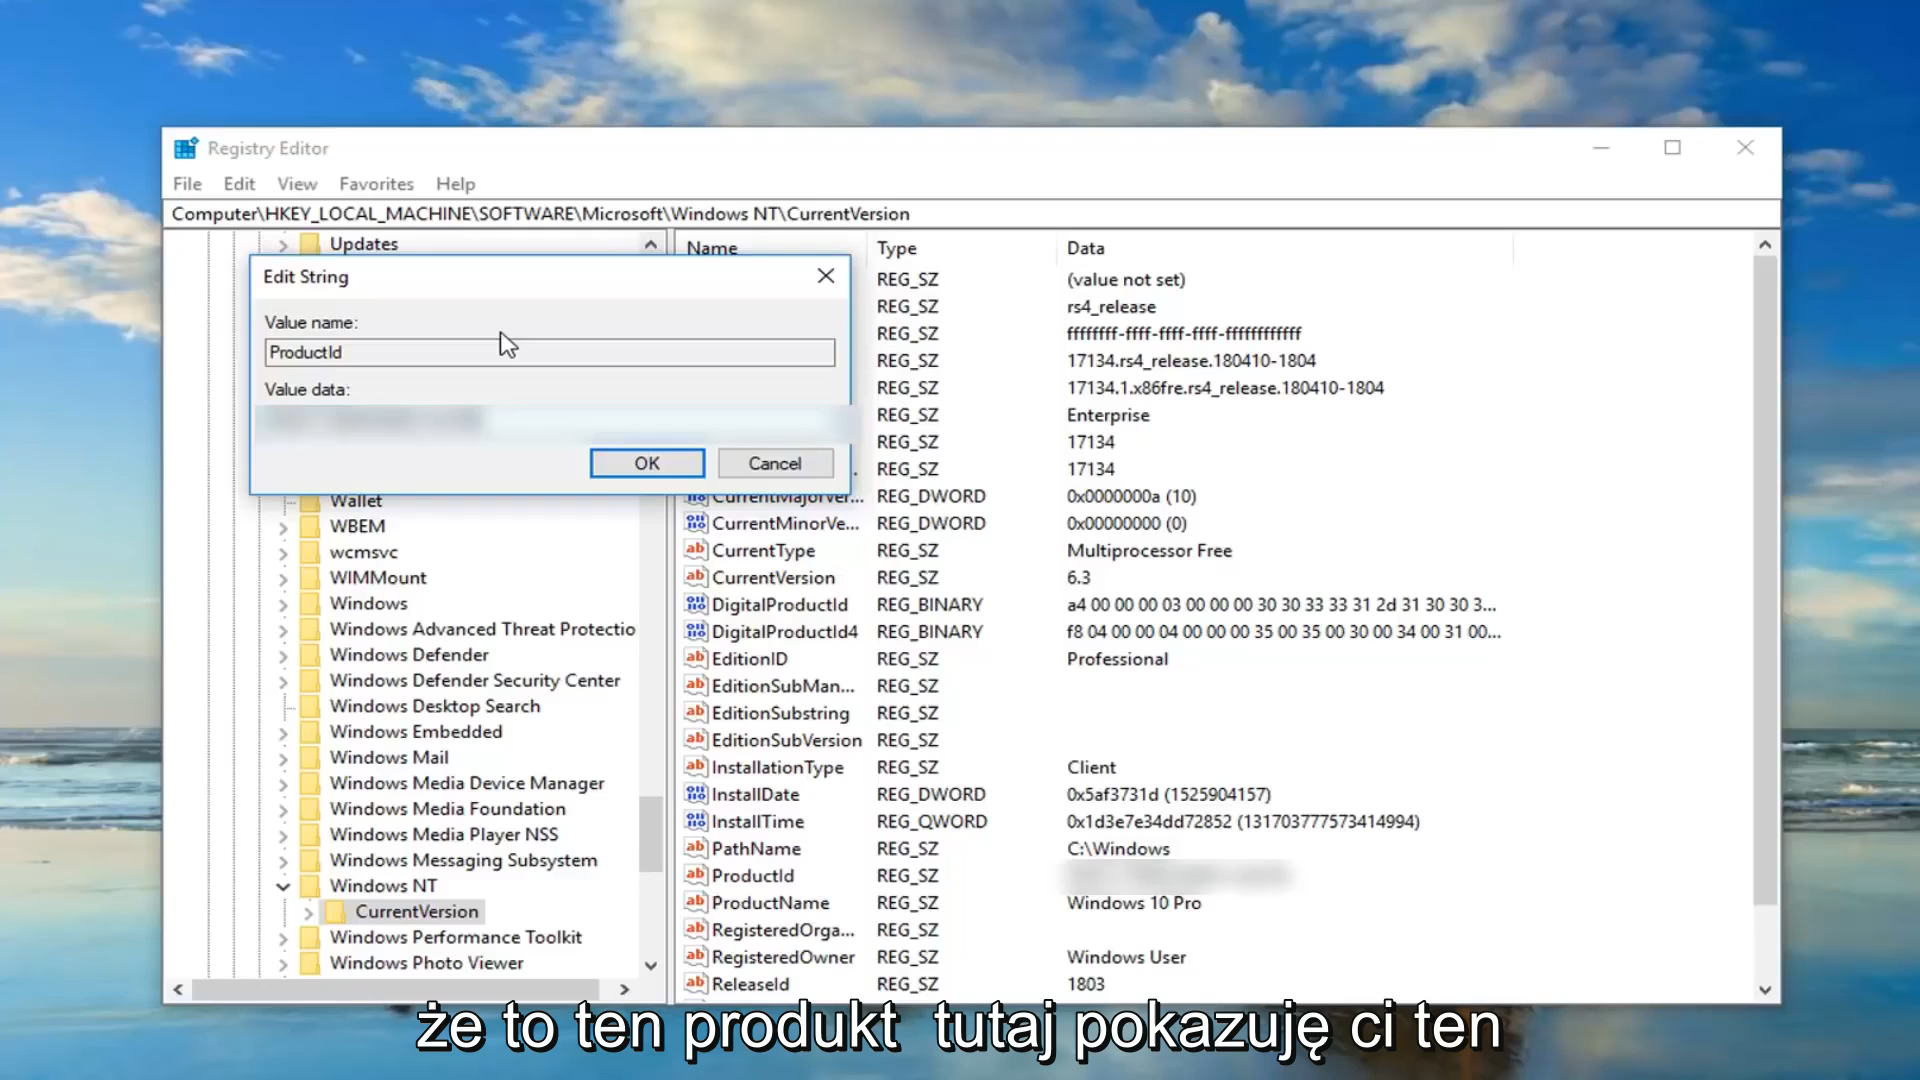 Registry Editor
File Edit View Favorites Help
Computer\HKEY_LOCAL_MACHINE\SOFTWARE\Microsoft\Windows NT\CurrentVersion
Updates
Edit String
Value name:
ProductId
Value data:
OK Cancel
Wallet
WBEM
wcmsvc
WIMMount
Windows
Windows Advanced Threat Protectio
Windows Defender
Windows Defender Security Center
Windows Desktop Search
Windows Embedded
Windows Mail
Windows Media Device Manager
Windows Media Foundation
Windows Media Player NSS
Windows Messaging Subsystem
Windows NT
CurrentVersion
Windows Performance Toolkit
Windows Photo Viewer
Name Type Data
REG_SZ (value not set)
REG_SZ rs4_release
REG_SZ ffffffff-ffff-ffff-ffff-ffffffffffff
REG_SZ 17134.rs4_release.180410-1804
REG_SZ 17134.1.x86fre.rs4_release.180410-1804
REG_SZ Enterprise
REG_SZ 17134
REG_SZ 17134
CurrentMajorVer... REG_DWORD 0x0000000a (10)
CurrentMinorVe... REG_DWORD 0x00000000 (0)
CurrentType REG_SZ Multiprocessor Free
CurrentVersion REG_SZ 6.3
DigitalProductId REG_BINARY a4 00 00 00 03 00 00 00 30 30 33 33 31 2d 31 30 30 3...
DigitalProductId4 REG_BINARY f8 04 00 00 04 00 00 00 35 00 35 00 30 00 34 00 31 00...
EditionID REG_SZ Professional
EditionSubMan... REG_SZ
EditionSubstring REG_SZ
EditionSubVersion REG_SZ
InstallationType REG_SZ Client
InstallDate REG_DWORD 0x5af3731d (1525904157)
InstallTime REG_QWORD 0x1d3e7e34dd72852 (131703777573414994)
PathName REG_SZ C:\Windows
ProductId REG_SZ
ProductName REG_SZ Windows 10 Pro
RegisteredOrga... REG_SZ
RegisteredOwner REG_SZ Windows User
ReleaseId REG_SZ 1803
że to ten produkt tutaj pokazuję ci ten